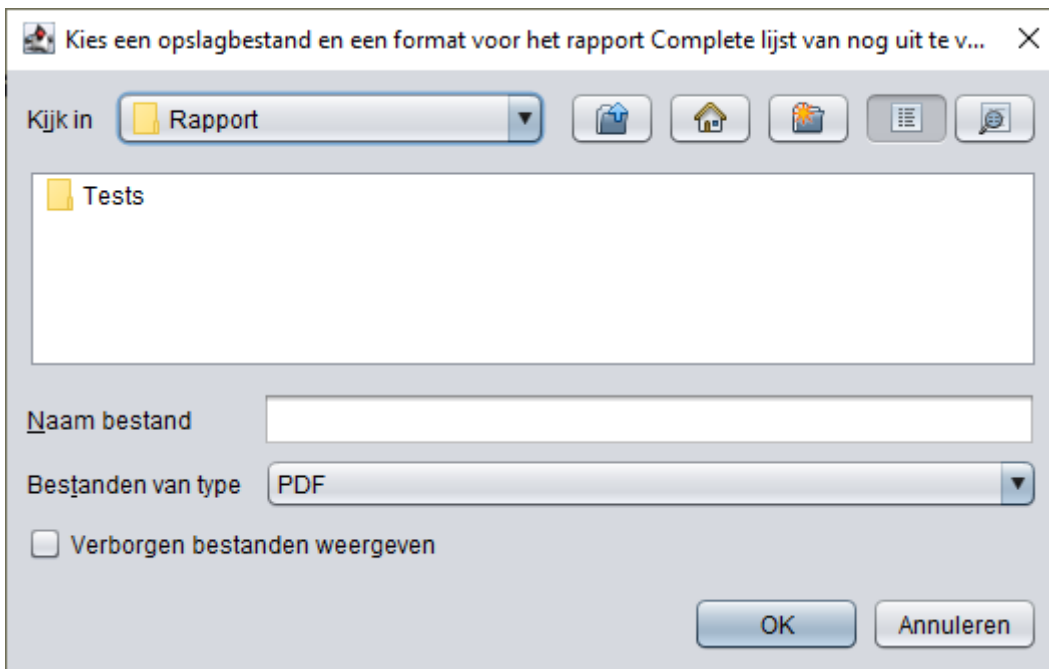 Kies een opslagbestand en een format voor het rapport Complete lijst van nog uit te v...
Kijk in Rapport
Tests
Naam bestand
Bestanden van type PDF
Verborgen bestanden weergeven
OK Annuleren